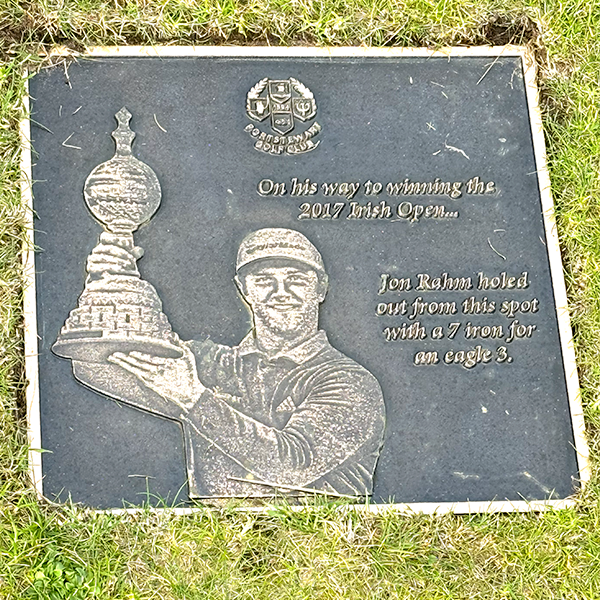 PORTSTEWART
GOLF CLUB
On his way to winning the
2017 Irish Open...
Jon Rahm holed
out from this spot
with a 7 iron for
an eagle 3.
TaylorMade